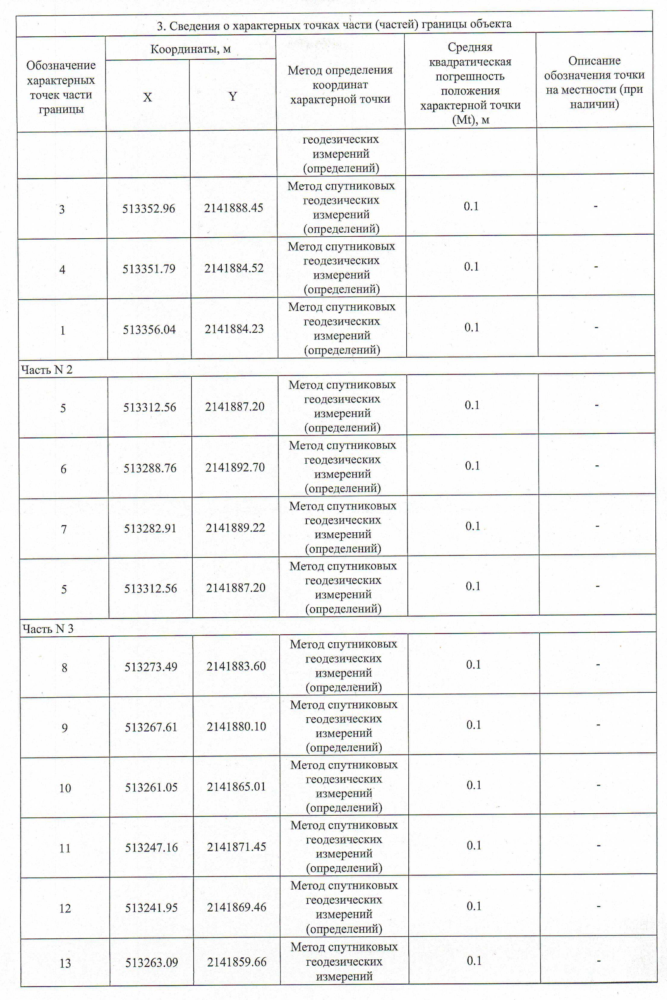 3. Сведения о характерных точках части (частей) границы объекта
Обозначение
характерных
точек части
границы
Координаты, м
X
Y
Метод определения
координат
характерной точки
Средняя
квадратическая
погрешность
положения
характерной точки
(Mt), м
Описание
обозначения точки
на местности (при
наличии)
геодезических
измерений
(определений)
3
513352.96
2141888.45
Метод спутниковых
геодезических
измерений
(определений)
0.1
-
4
513351.79
2141884.52
Метод спутниковых
геодезических
измерений
(определений)
0.1
-
1
513356.04
2141884.23
Метод спутниковых
геодезических
измерений
(определений)
0.1
-
Часть N 2
5
513312.56
2141887.20
Метод спутниковых
геодезических
измерений
(определений)
0.1
-
6
513288.76
2141892.70
Метод спутниковых
геодезических
измерений
(определений)
0.1
-
7
513282.91
2141889.22
Метод спутниковых
геодезических
измерений
(определений)
0.1
-
5
513312.56
2141887.20
Метод спутниковых
геодезических
измерений
(определений)
0.1
-
Часть N 3
8
513273.49
2141883.60
Метод спутниковых
геодезических
измерений
(определений)
0.1
-
9
513267.61
2141880.10
Метод спутниковых
геодезических
измерений
(определений)
0.1
-
10
513261.05
2141865.01
Метод спутниковых
геодезических
измерений
(определений)
0.1
-
11
513247.16
2141871.45
Метод спутниковых
геодезических
измерений
(определений)
0.1
-
12
513241.95
2141869.46
Метод спутниковых
геодезических
измерений
(определений)
0.1
-
13
513263.09
2141859.66
Метод спутниковых
геодезических
измерений
0.1
-